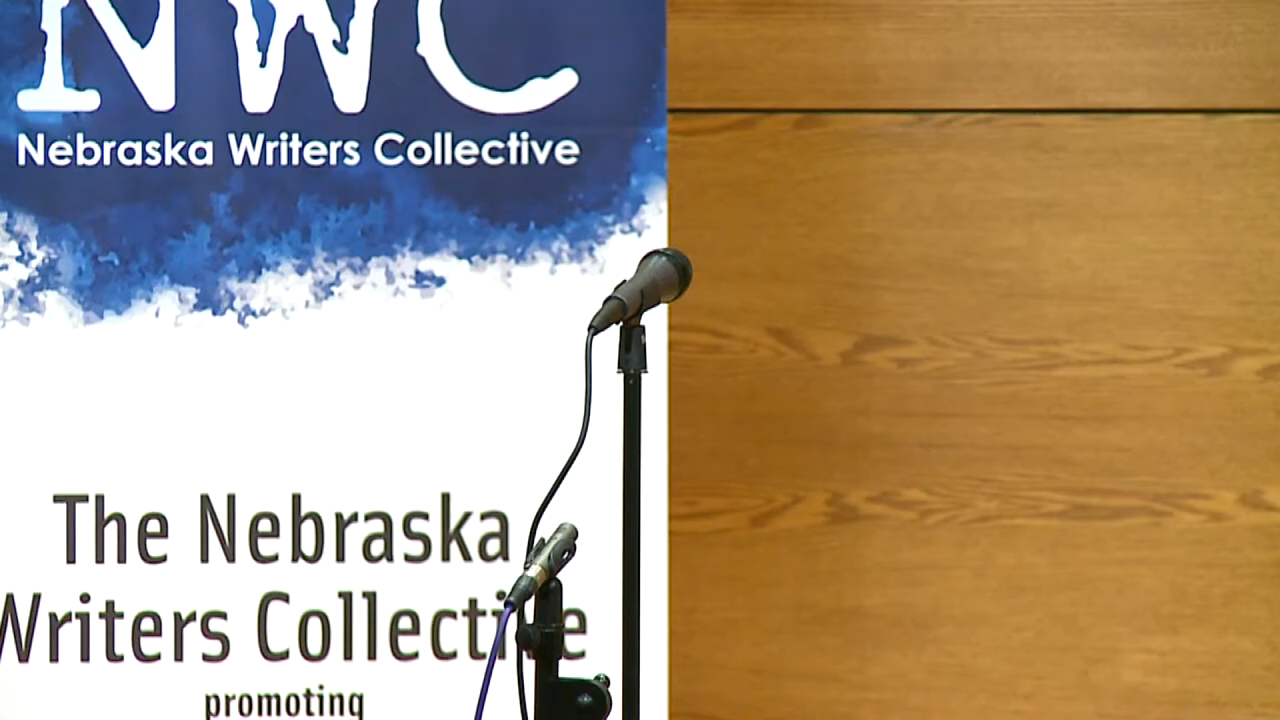 NWC
Nebraska Writers Collective
The Nebraska
Writers Collective
promoting